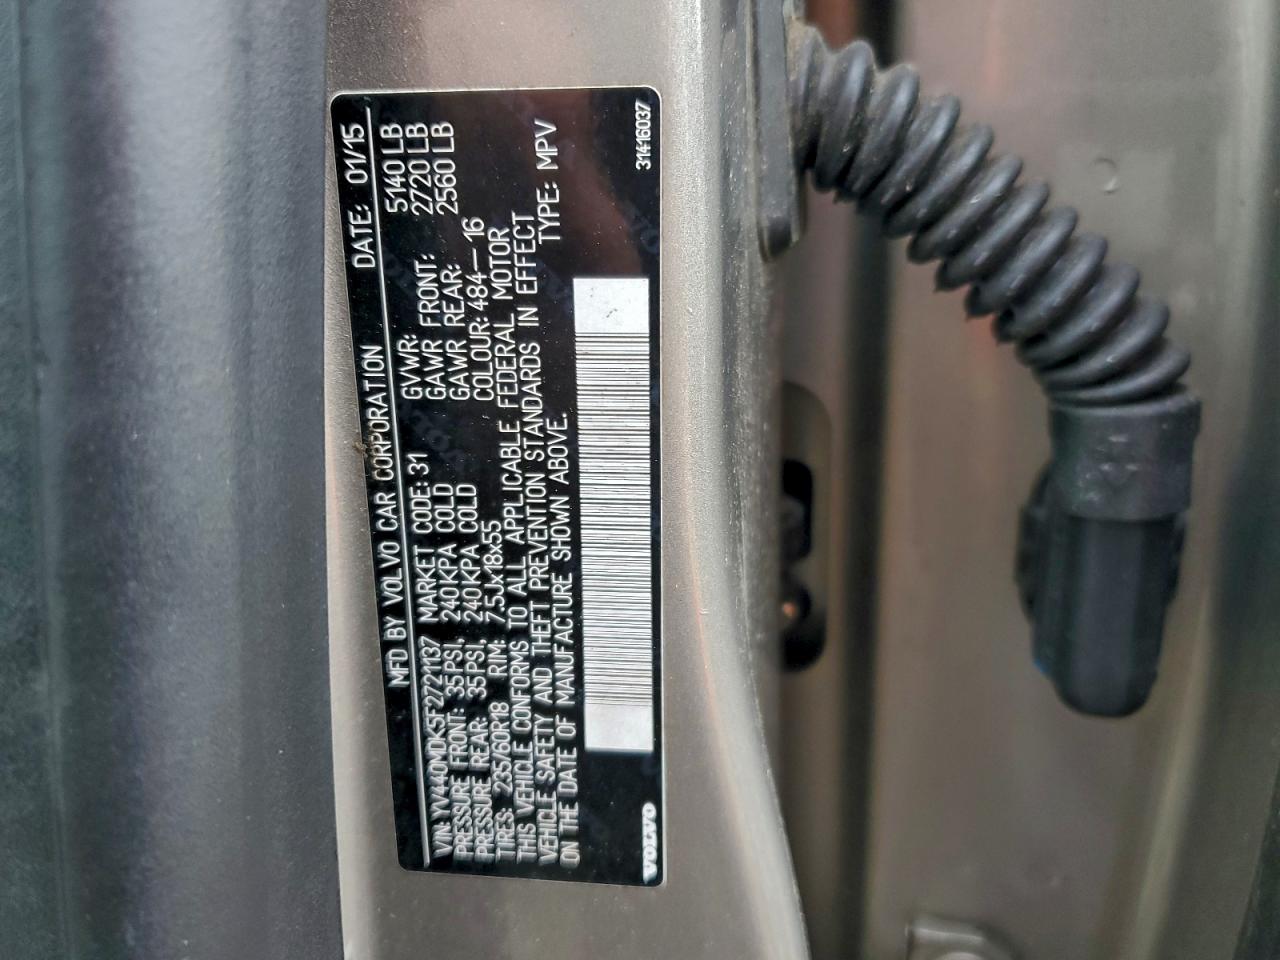 MFD BY VOLVO CAR CORPORATION DATE: 01/15
VIN: YV440MDK5F2721137 MARKET CODE: 31 GVWR: 5140 LB
PRESSURE FRONT: 35PSI, 240KPA COLD GAWR FRONT: 2720 LB
PRESSURE REAR: 35PSI, 240KPA COLD GAWR REAR: 2560 LB
TIRES: 235/60R18 RIM: 7,5Jx18x55 COLOUR: 484-16
THIS VEHICLE CONFORMS TO ALL APPLICABLE FEDERAL MOTOR
VEHICLE SAFETY AND THEFT PREVENTION STANDARDS IN EFFECT
ON THE DATE OF MANUFACTURE SHOWN ABOVE. TYPE: MPV
VOLVO 31416037